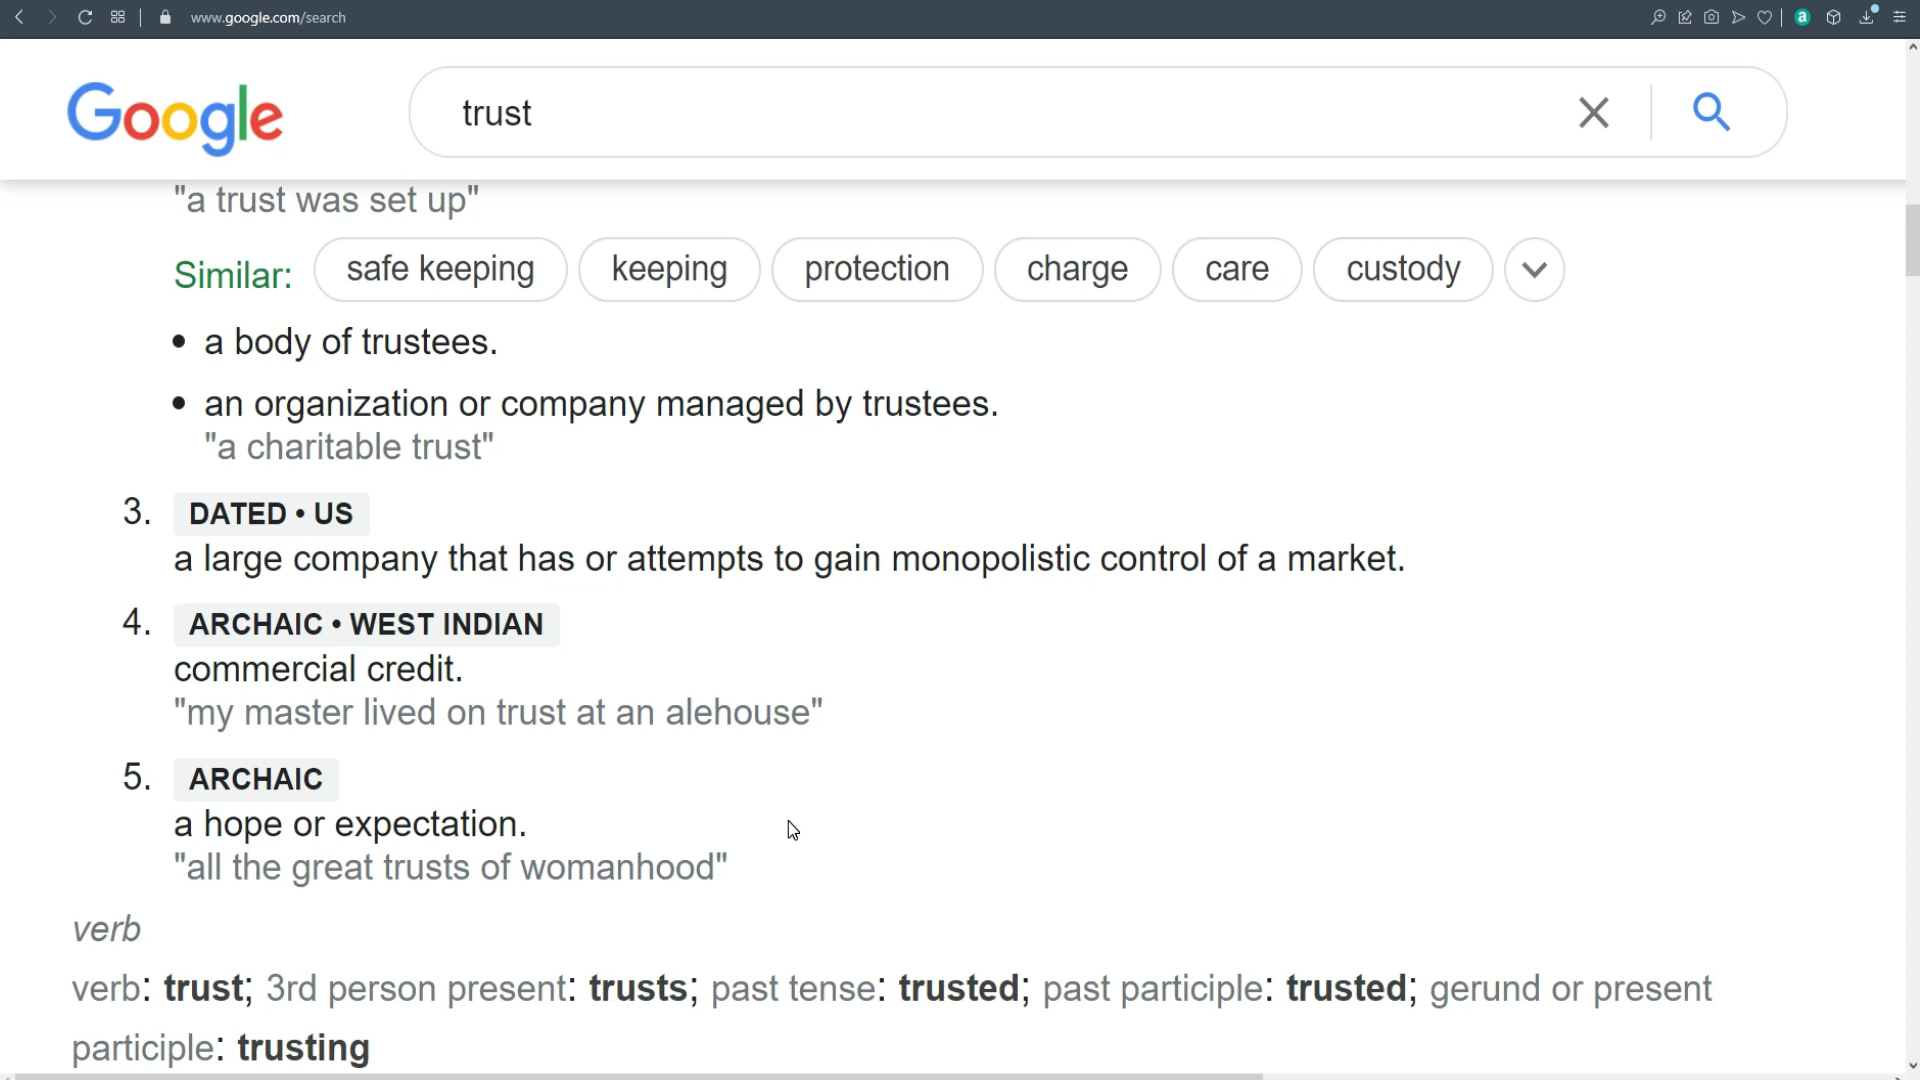 www.google.com/search
Google
trust
"a trust was set up"
Similar: safe keeping keeping protection charge care custody
• a body of trustees.
• an organization or company managed by trustees.
"a charitable trust"
3. DATED • US
a large company that has or attempts to gain monopolistic control of a market.
4. ARCHAIC • WEST INDIAN
commercial credit.
"my master lived on trust at an alehouse"
5. ARCHAIC
a hope or expectation.
"all the great trusts of womanhood"
verb
verb: trust; 3rd person present: trusts; past tense: trusted; past participle: trusted; gerund or present
participle: trusting